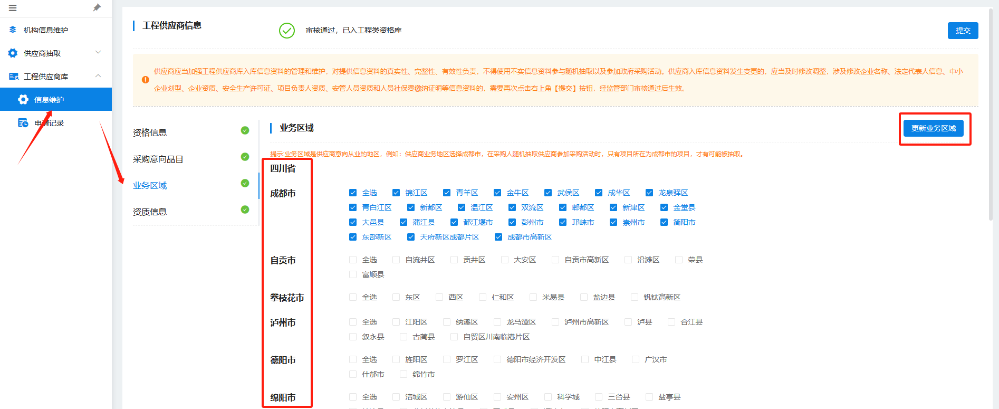 机构信息维护
供应商抽取
工程供应商库
信息维护
申请记录
工程供应商信息
审核通过，已入工程类资格库
提交
供应商应当加强工程供应商库入库信息资料的管理和维护，对提供信息资料的真实性、完整性、有效性负责，不得使用不实信息资料参与随机抽取以及参加政府采购活动。供应商入库信息资料发生变更的，应当及时修改调整，涉及修改企业名称、法定代表人信息、中小
企业划型、企业资质、安全生产许可证、项目负责人资质、安管人员资质和人员社保费缴纳证明等信息资料的，需要再次点击右上角【提交】按钮，经监管部门审核通过后生效。
资格信息
采购意向品目
业务区域
资质信息
业务区域
更新业务区域
提示:业务区域是供应商意向从业的地区，例如：供应商业务地区选择成都市，在采购人随机抽取供应商参加采购活动时，只有项目所在为成都市的项目，才有可能被抽取。
四川省
成都市 全选 锦江区 青羊区 金牛区 武侯区 成华区 龙泉驿区
青白江区 新都区 温江区 双流区 郫都区 新津区 金堂县
大邑县 蒲江县 都江堰市 彭州市 邛崃市 崇州市 简阳市
东部新区 天府新区成都片区 成都市高新区
自贡市 全选 自流井区 贡井区 大安区 自贡市高新区 沿滩区 荣县
富顺县
攀枝花市 全选 东区 西区 仁和区 米易县 盐边县 钒钛高新区
泸州市 全选 江阳区 纳溪区 龙马潭区 泸州市高新区 泸县 合江县
叙永县 古蔺县 自贸区川南临港片区
德阳市 全选 旌阳区 罗江区 德阳市经济开发区 中江县 广汉市
什邡市 绵竹市
绵阳市 全选 涪城区 游仙区 安州区 科学城 三台县 盐亭县